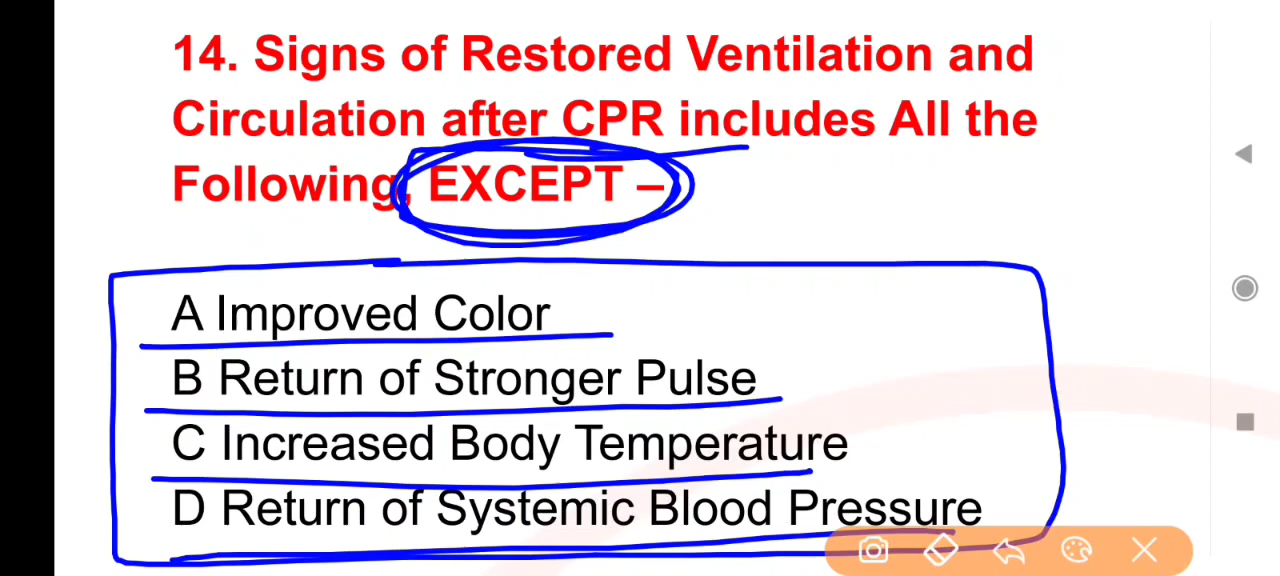 14. Signs of Restored Ventilation and
Circulation after CPR includes All the
Following, EXCEPT –
A Improved Color
B Return of Stronger Pulse
C Increased Body Temperature
D Return of Systemic Blood Pressure